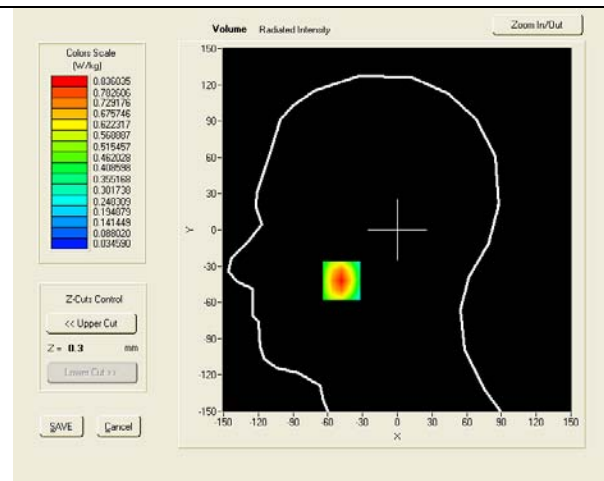 Volume Radiated Intensity
Zoom In/Out
Colors Scale
(W/kg)
0.836035
0.782606
0.729176
0.675746
0.622317
0.568887
0.515457
0.462028
0.408598
0.355168
0.301738
0.248309
0.194879
0.141449
0.088020
0.034590
Z-Cuts Control
<< Upper Cut
Z = 0.3 mm
Lower Cut >>
SAVE
Cancel
150
120
90
60
30
0
-30
-60
-90
-120
-150
Y
-150 -120 -90 -60 -30 0 30 60 90 120 150
X